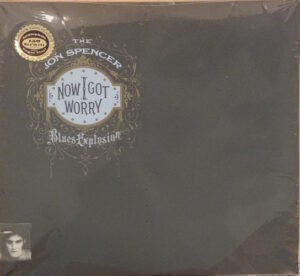 THE
JON SPENCER
NOW I GOT
WORRY
Blues Explosion